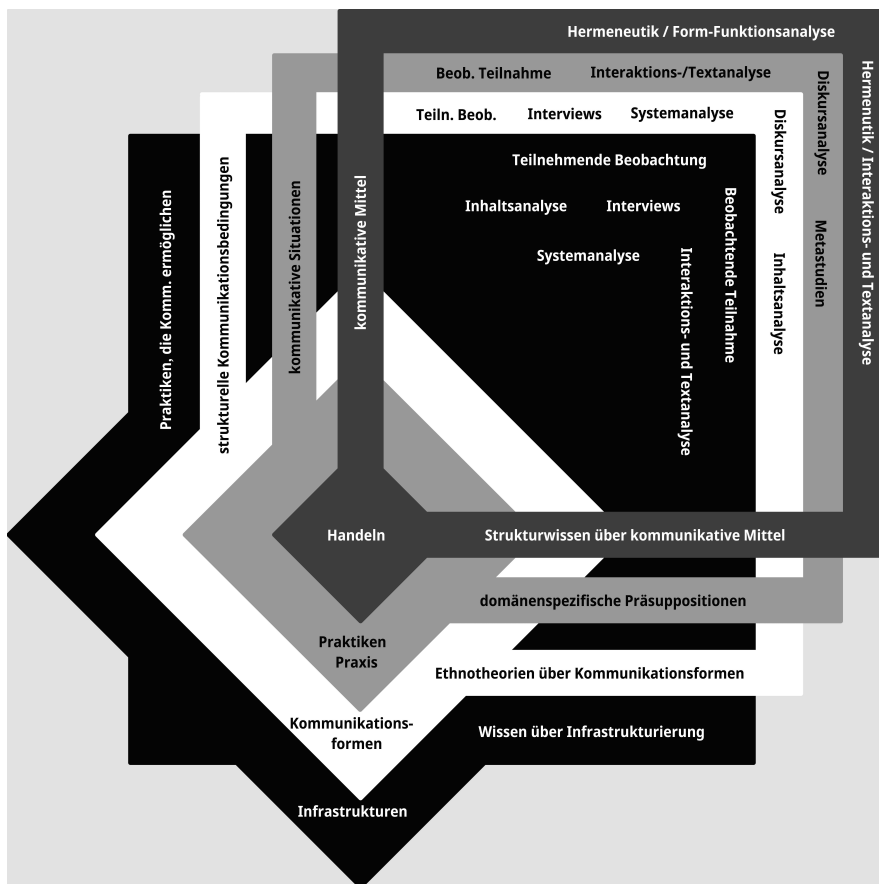 Hermeneutik / Form-Funktionsanalyse
Beob. Teilnahme
Interaktions-/Textanalyse
Teiln. Beob.
Interviews
Systemanalyse
Teilnehmende Beobachtung
Inhaltsanalyse
Interviews
Systemanalyse
Interaktions- und Textanalyse
Beobachtende Teilnahme
Diskursanalyse
Inhaltsanalyse
Diskursanalyse
Metastudien
Hermenutik / Interaktions- und Textanalyse
Praktiken, die Komm. ermöglichen
strukturelle Kommunikationsbedingungen
kommunikative Situationen
kommunikative Mittel
Handeln
Strukturwissen über kommunikative Mittel
domänenspezifische Präsuppositionen
Praktiken
Praxis
Ethnotheorien über Kommunikationsformen
Kommunikations-
formen
Wissen über Infrastrukturierung
Infrastrukturen